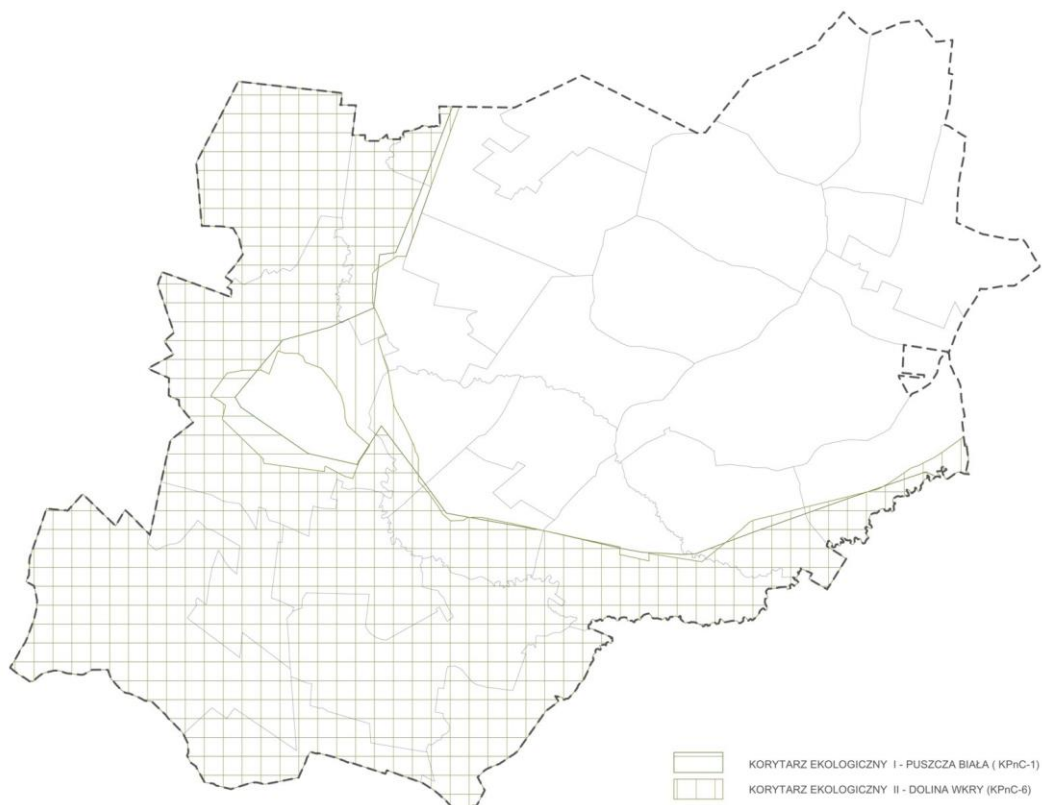 KORYTARZ EKOLOGICZNY I - PUSZCZA BIAŁA ( KPnC-1)
KORYTARZ EKOLOGICZNY II - DOLINA WKRY (KPnC-6)